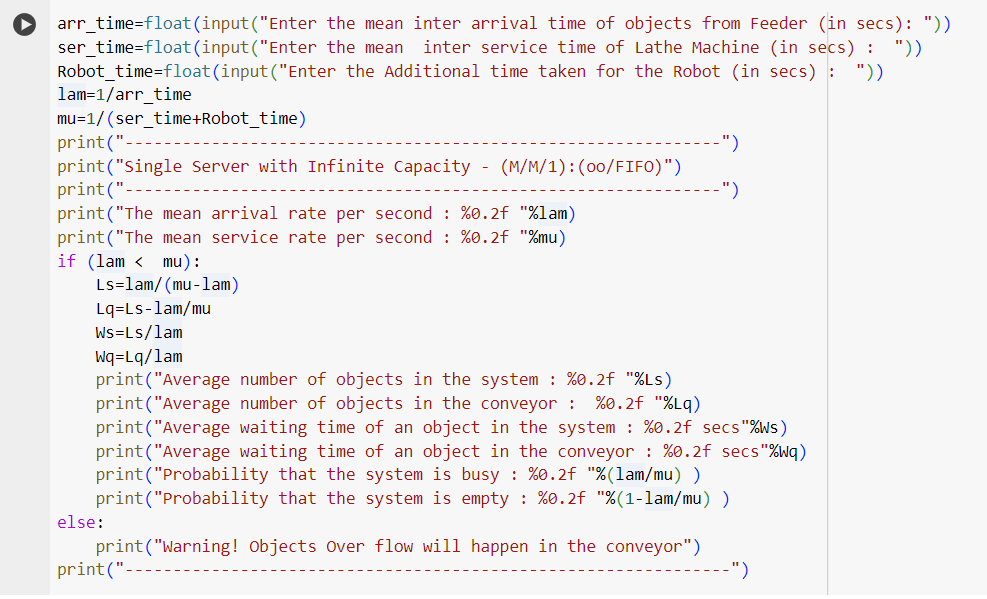 arr_time=float(input("Enter the mean inter arrival time of objects from Feeder (in secs): "))
ser_time=float(input("Enter the mean  inter service time of Lathe Machine (in secs) :  "))
Robot_time=float(input("Enter the Additional time taken for the Robot (in secs) :  "))
lam=1/arr_time
mu=1/(ser_time+Robot_time)
print("--------------------------------------------------------------")
print("Single Server with Infinite Capacity - (M/M/1):(oo/FIFO)")
print("--------------------------------------------------------------")
print("The mean arrival rate per second : %0.2f "%lam)
print("The mean service rate per second : %0.2f "%mu)
if (lam <  mu):
    Ls=lam/(mu-lam)
    Lq=Ls-lam/mu
    Ws=Ls/lam
    Wq=Lq/lam
    print("Average number of objects in the system : %0.2f "%Ls)
    print("Average number of objects in the conveyor :  %0.2f "%Lq)
    print("Average waiting time of an object in the system : %0.2f secs"%Ws)
    print("Average waiting time of an object in the conveyor : %0.2f secs"%Wq)
    print("Probability that the system is busy : %0.2f "%(lam/mu) )
    print("Probability that the system is empty : %0.2f "%(1-lam/mu) )
else:
    print("Warning! Objects Over flow will happen in the conveyor")
print("---------------------------------------------------------------")